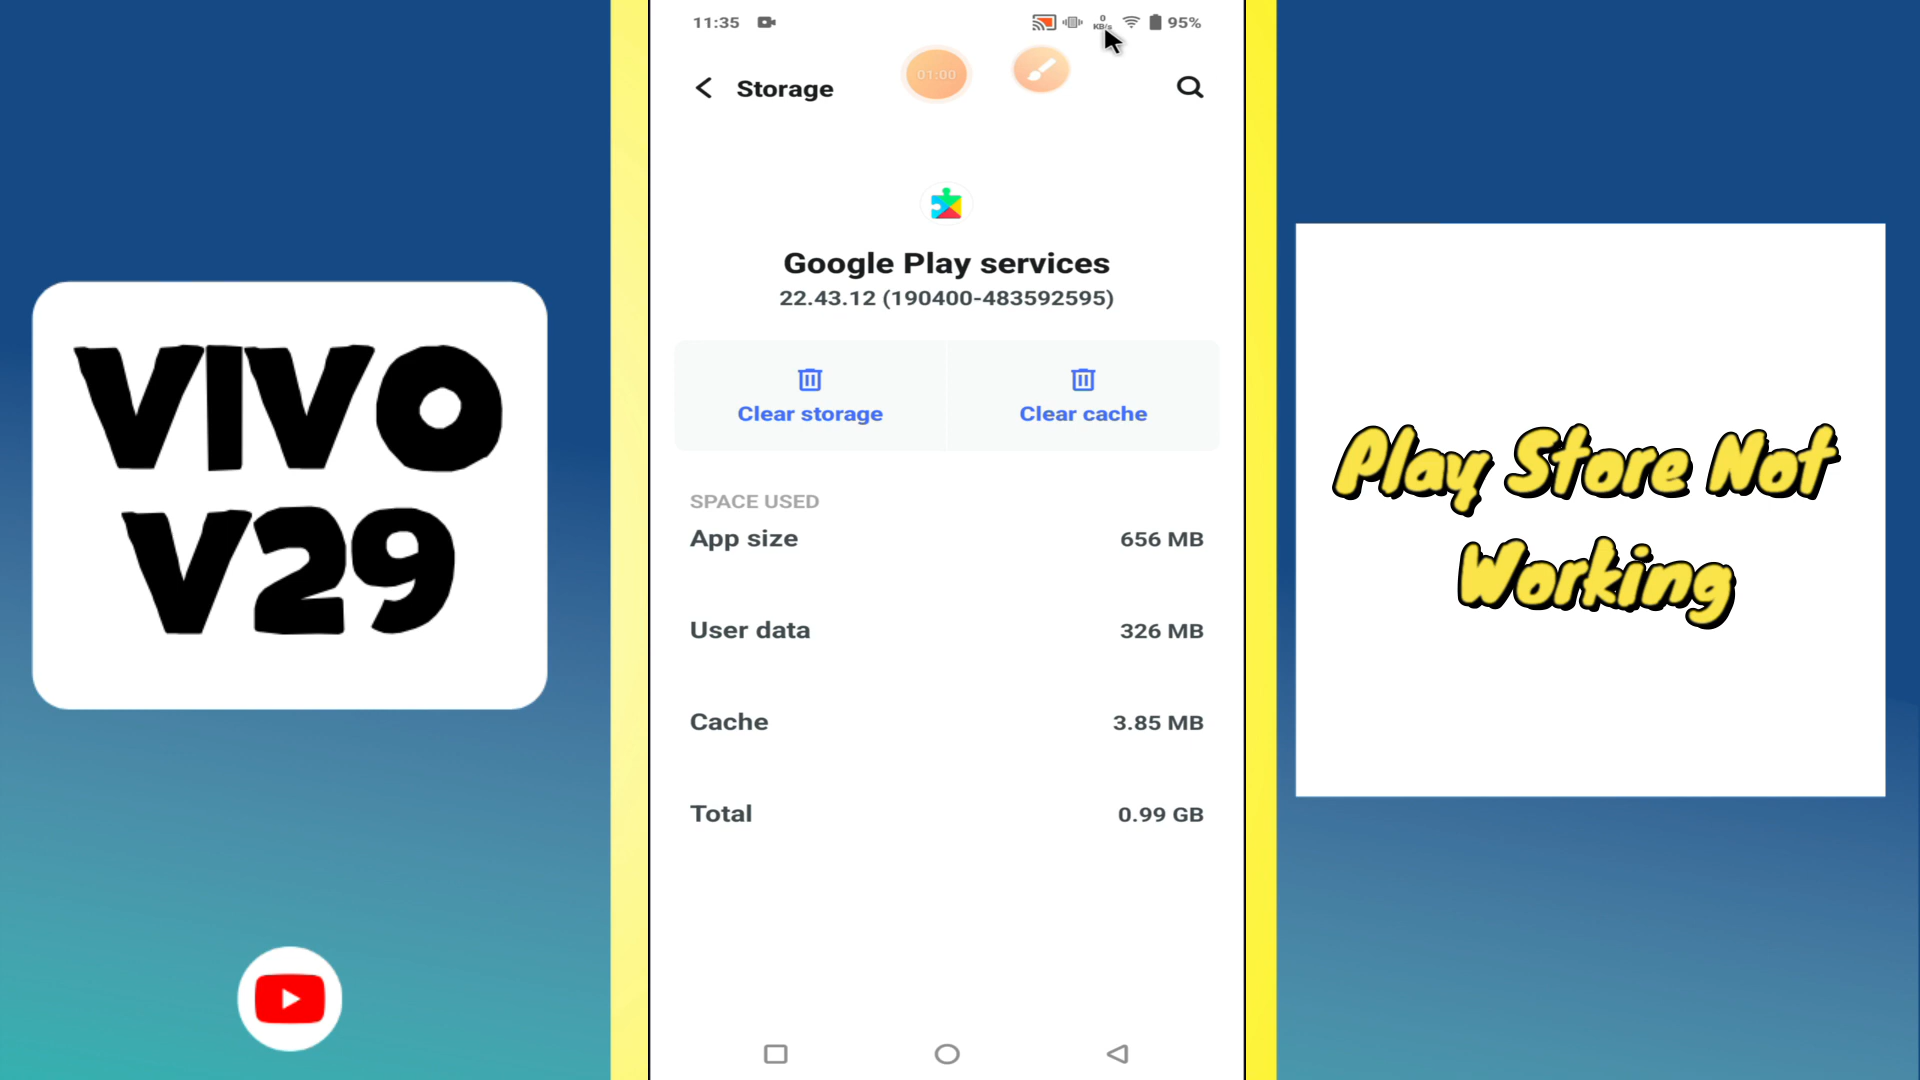 11:35
0
KB/s
95%
Storage
01:00
Google Play services
22.43.12 (190400-483592595)
Clear storage
Clear cache
SPACE USED
App size
656 MB
User data
326 MB
Cache
3.85 MB
Total
0.99 GB
VIVO
V29
Play Store Not
Working